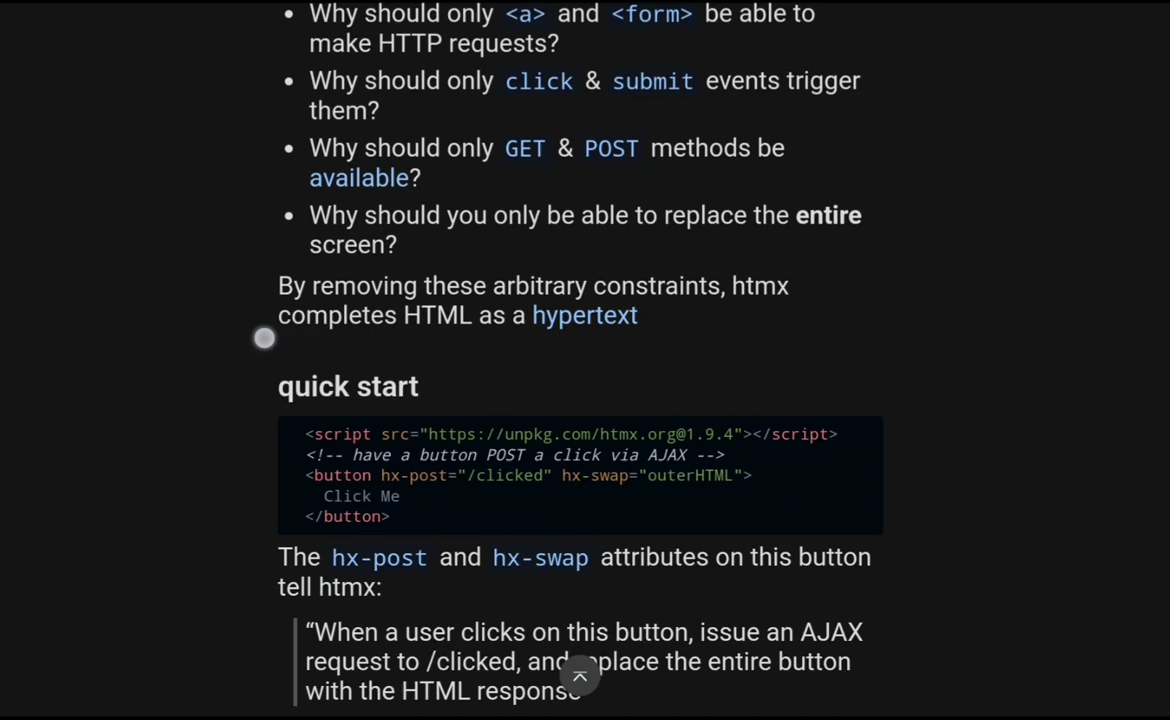 Why should only <a> and <form> be able to
make HTTP requests?
Why should only click & submit events trigger
them?
Why should only GET & POST methods be
available?
Why should you only be able to replace the entire
screen?
By removing these arbitrary constraints, htmx
completes HTML as a hypertext
quick start
<script src="https://unpkg.com/htmx.org@1.9.4"></script>
<!-- have a button POST a click via AJAX -->
<button hx-post="/clicked" hx-swap="outerHTML">
Click Me
</button>
The hx-post and hx-swap attributes on this button
tell htmx:
“When a user clicks on this button, issue an AJAX
request to /clicked, and the entire button
with the HTML response